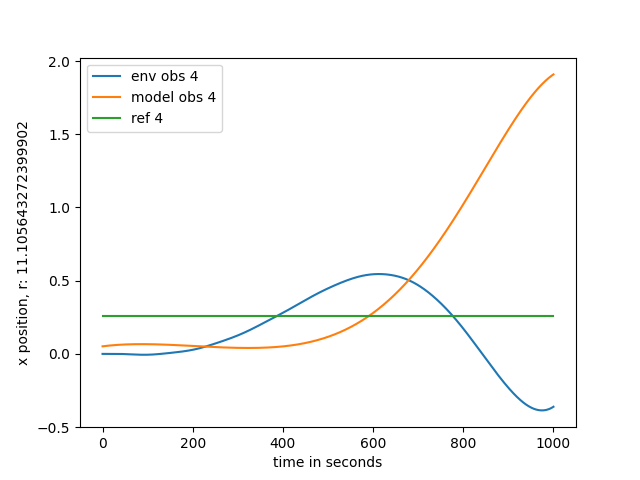 env obs 4
model obs 4
ref 4
2.0
1.5
1.0
0.5
0.0
−0.5
x position, r: 11.105643272399902
0 200 400 600 800 1000
time in seconds